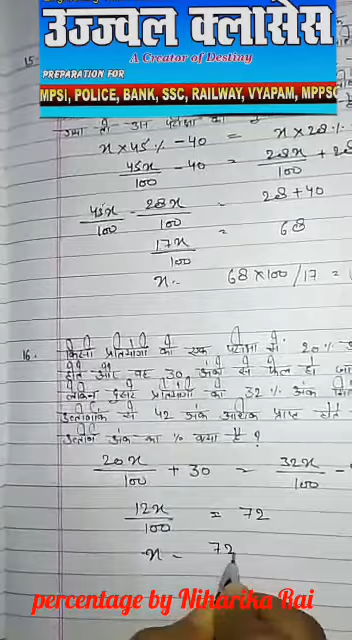 उज्ज्वल क्लासेस
A Creator of Destiny
PREPARATION FOR
MPSI, POLICE, BANK, SSC, RAILWAY, VYAPAM, MPPSC
15
x × 45% - 40 = x × 28%
45x/100 - 40 = 28x/100 + 28
45x/100 - 28x/100 = 28 + 40
17x/100 = 68
x = 68 × 100 / 17 =
16. किसी प्रतियोगी को एक परीक्षा में 20%
होते और वह 30 अंको से फेल हो जा
लेकिन दूसरे प्रतियोगी को 32% अंक मि
उत्तीर्णांक से 42 अंक अधिक प्राप्त होते
उत्तीर्ण अंक का % क्या है ?
20x/100 + 30 = 32x/100 -
12x/100 = 72
x = 72
percentage by Niharika Rai